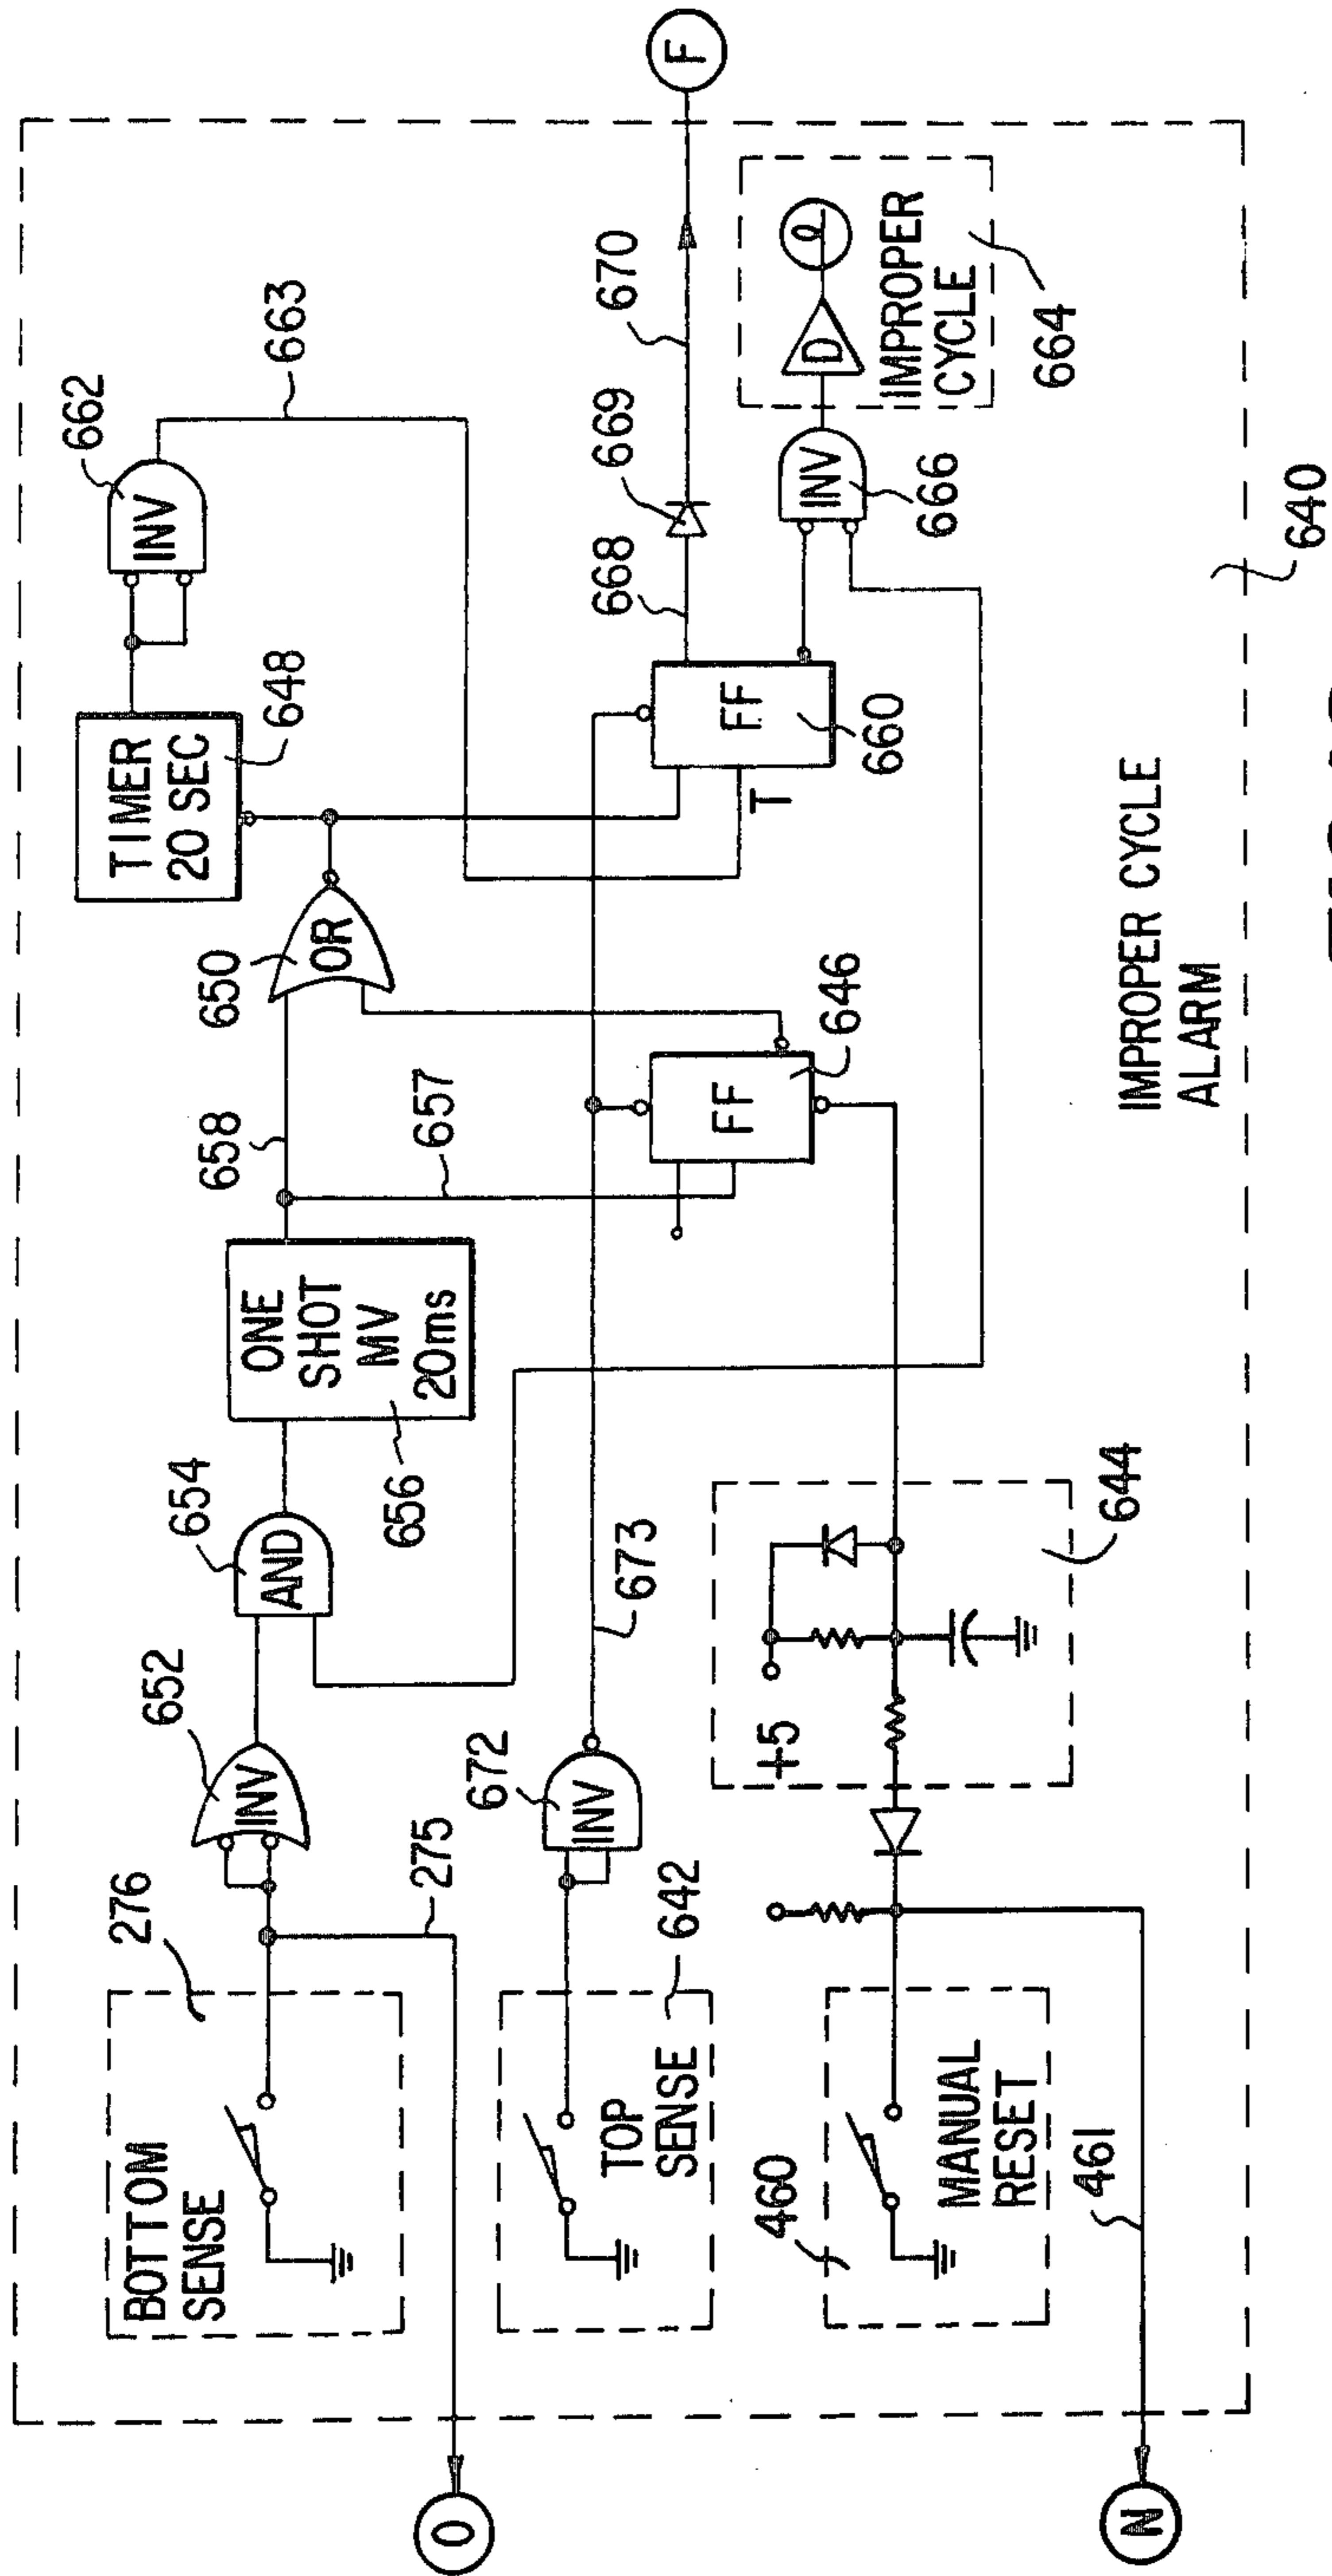 BOTTOM
SENSE
276
652
INV
654
AND
656
ONE
SHOT
MV
20ms
658
657
650
OR
TIMER
20 SEC
648
662
INV
663
275
O
TOP
SENSE
642
672
INV
673
FF
646
FF
T
660
668
669
670
F
INV
666
D
ℓ
IMPROPER
CYCLE
664
460
MANUAL
RESET
461
N
+5
644
IMPROPER CYCLE
ALARM
640